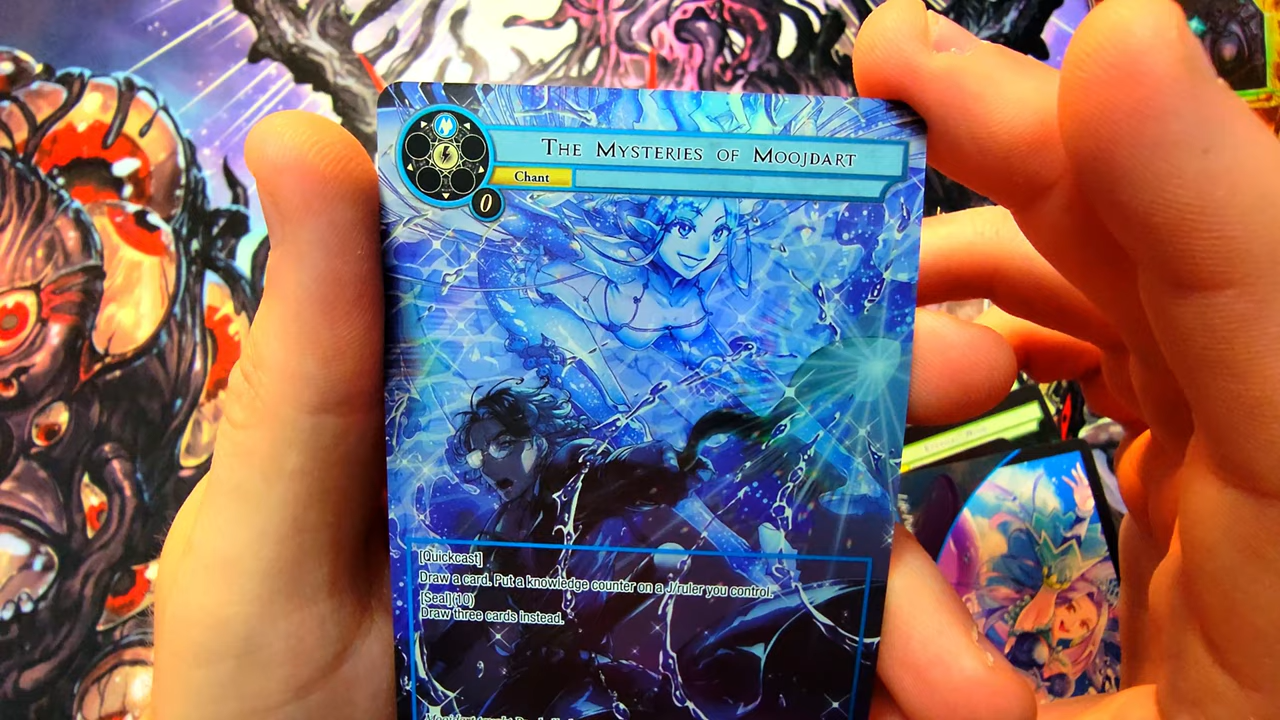 The Mysteries of Moojdart
Chant
0
[Quickcast]
Draw a card. Put a knowledge counter on a J/ruler you control.
[Seal](10)
Draw three cards instead.